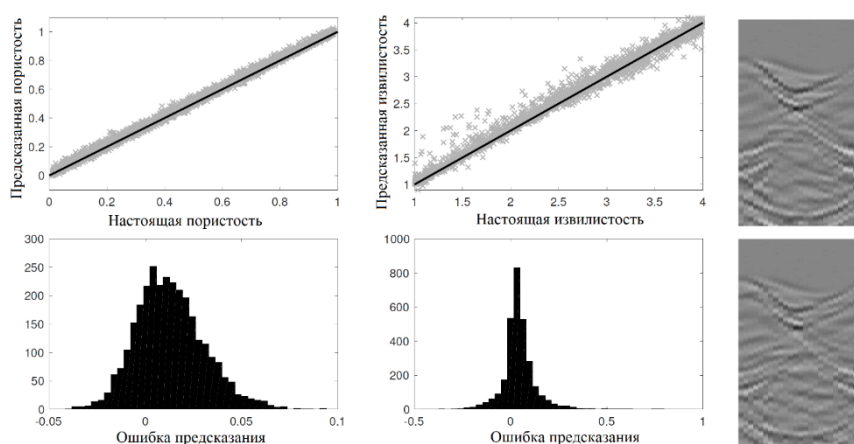 1
0.8
0.6
0.4
0.2
0
0 0.2 0.4 0.6 0.8 1
Предсказанная пористость
Настоящая пористость
4
3.5
3
2.5
2
1.5
1
1 1.5 2 2.5 3 3.5 4
Предсказанная извилистость
Настоящая извилистость
300
250
200
150
100
50
0
-0.05 0 0.05 0.1
Ошибка предсказания
1000
800
600
400
200
0
-0.5 0 0.5 1
Ошибка предсказания